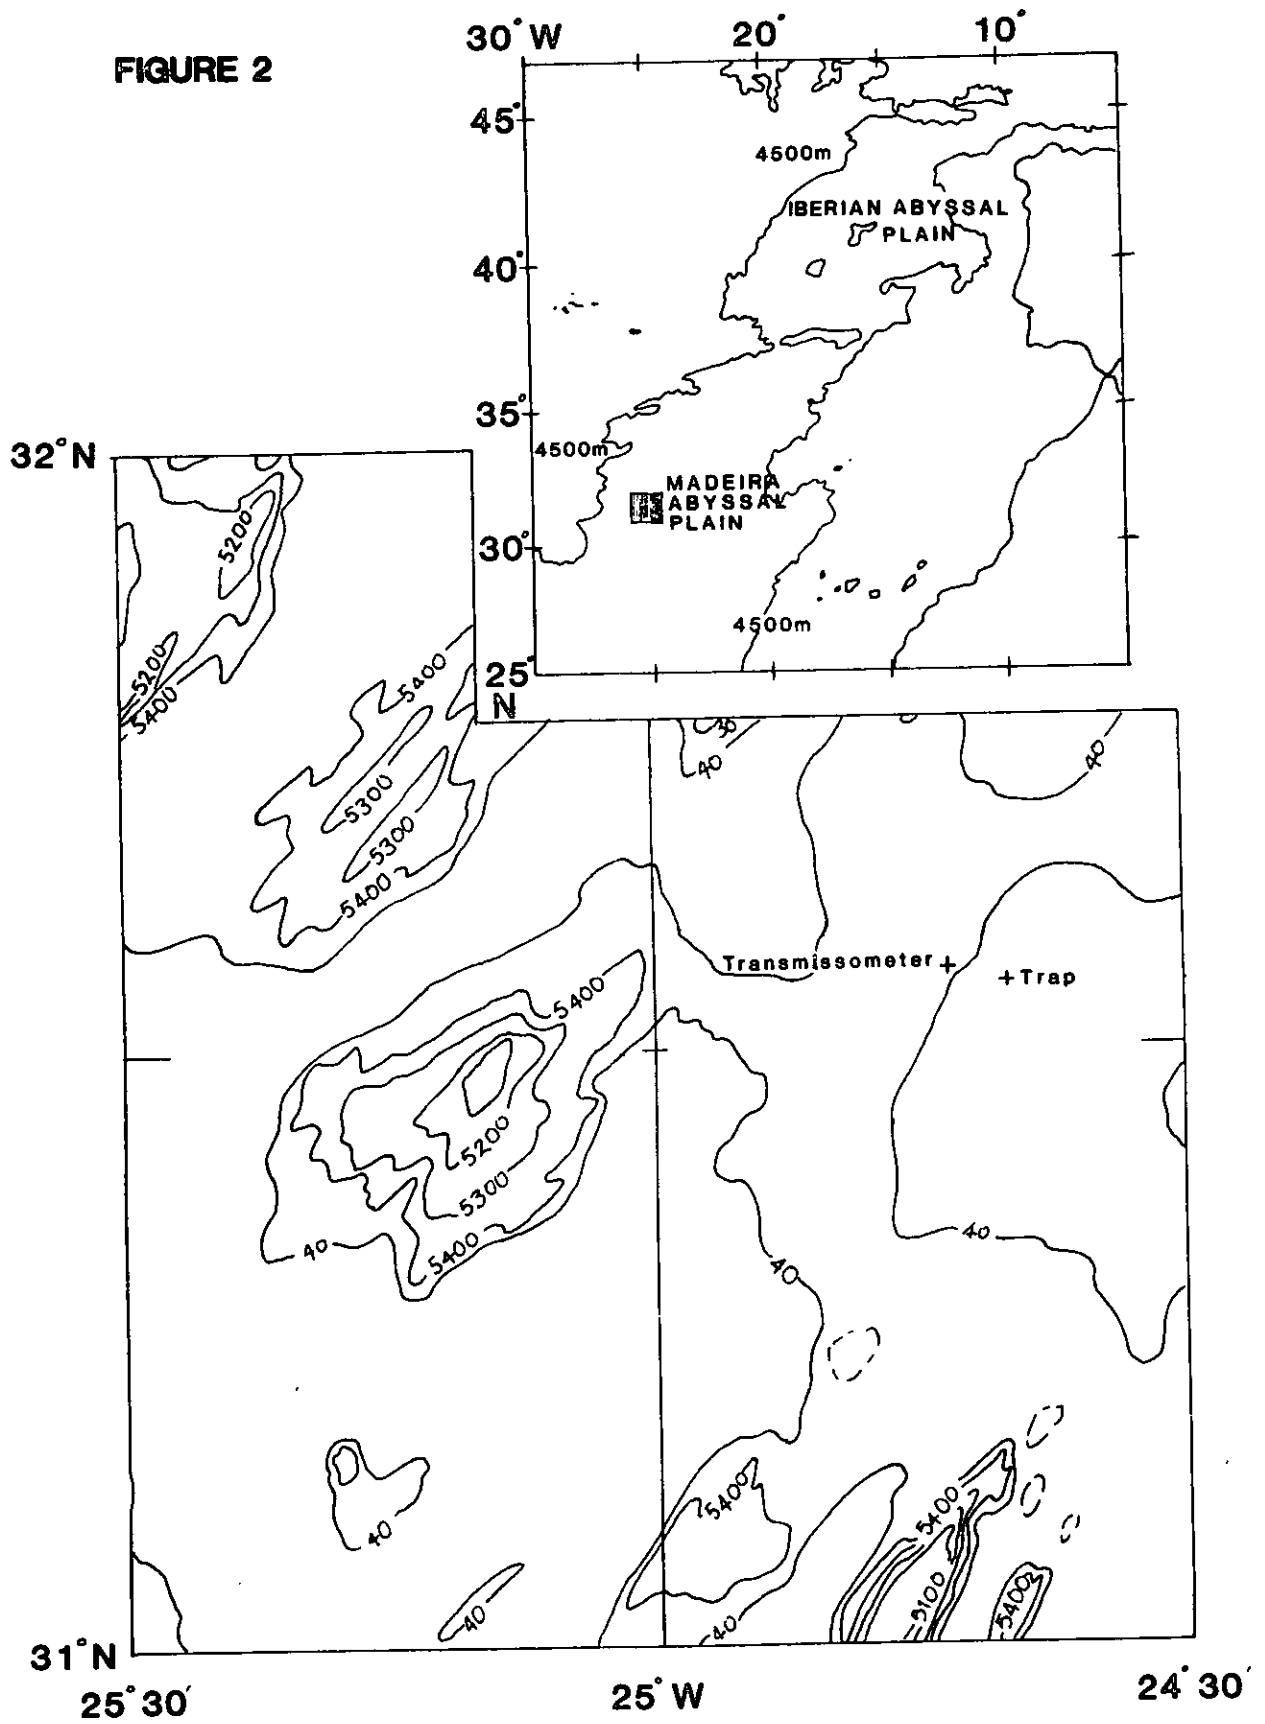 FIGURE 2
30° W 20° 10°
45°
4500m
IBERIAN ABYSSAL
PLAIN
40°
35°
4500m
32°N
MADEIRA
ABYSSAL
PLAIN
30°
4500m
25°
N
5200
5200
5400
5400
5300
5300
5400
30
40
40
Transmissometer
Trap
5400
5200
5300
5400
40
40
40
5400
5400
40
5100
5400
40
40
31°N
25°30′ 25°W 24°30′